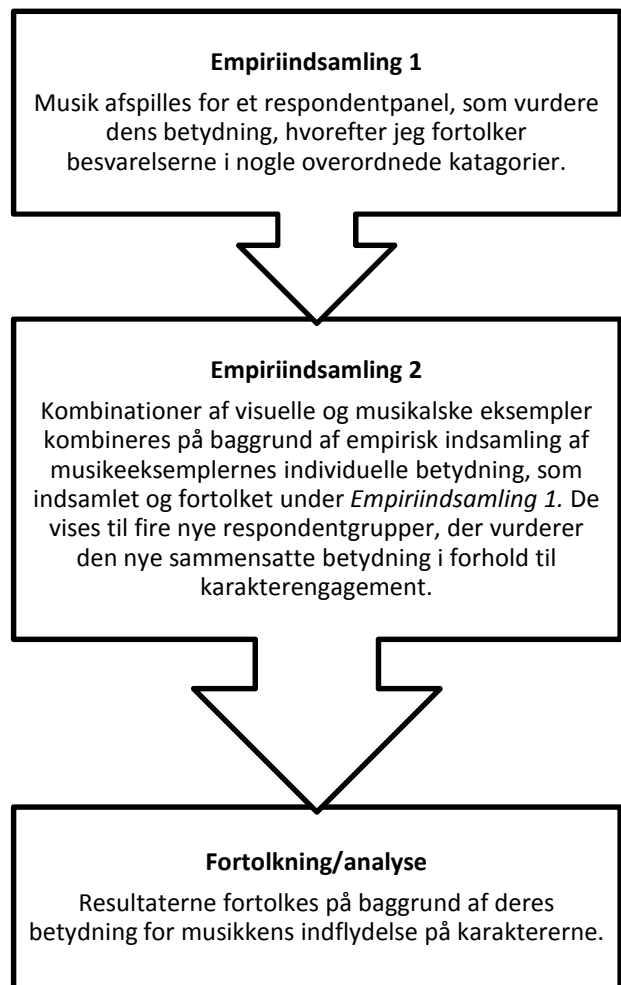 Empiriindsamling 1
Musik afspilles for et respondentpanel, som vurdere
dens betydning, hvorefter jeg fortolker
besvarelserne i nogle overordnede katagorier.
Empiriindsamling 2
Kombinationer af visuelle og musikalske eksempler
kombineres på baggrund af empirisk indsamling af
musikeeksemplernes individuelle betydning, som
indsamlet og fortolket under Empiriindsamling 1. De
vises til fire nye respondentgrupper, der vurderer
den nye sammensatte betydning i forhold til
karakterengagement.
Fortolkning/analyse
Resultaterne fortolkes på baggrund af deres
betydning for musikkens indflydelse på karaktererne.